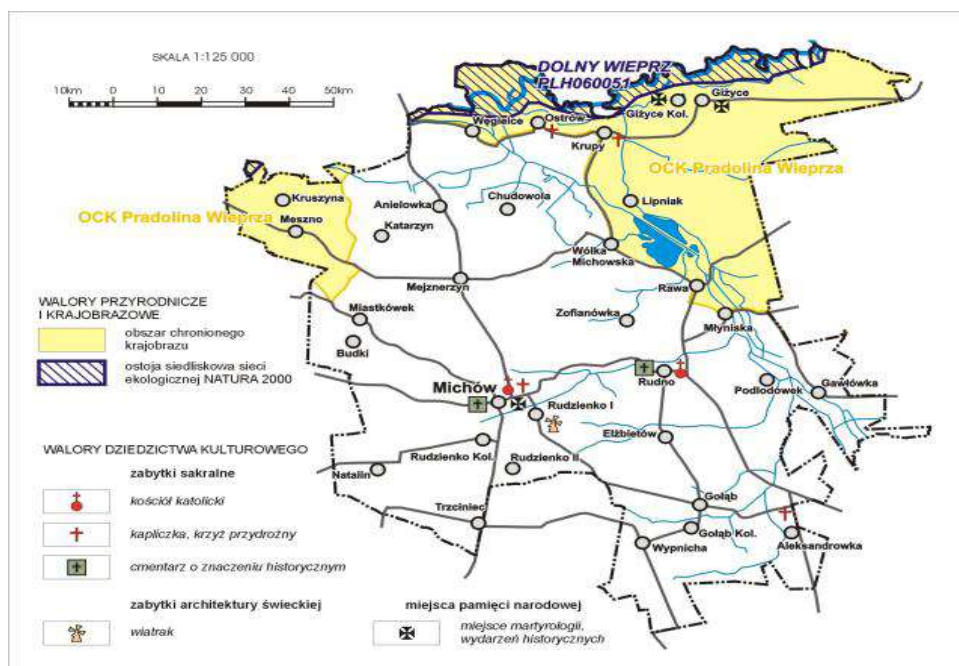 SKALA 1:125 000
10km 0 10 20 30 40 50km
DOLNY WIEPRZ
PLH060051
Giżyce
Giżyce Kol.
Ostrów
Węgielce
Krupy
OCK Pradolina Wieprza
Kruszyna
OCK Pradolina Wieprza
Meszno
Anielowka
Chudowola
Lipniak
Katarzyn
Wólka
Michowska
Mejznerzyn
Rawa
WALORY PRZYRODNICZE
I KRAJOBRAZOWE
obszar chronionego
krajobrazu
ostoja siedliskowa sieci
ekologicznej NATURA 2000
Miastkówek
Zofianówka
Młyniska
Budki
Michów
Rudno
Podlodówek
Gawłówka
Rudzienko I
Elżbietów
WALORY DZIEDZICTWA KULTUROWEGO
Rudzienko Kol.
Rudzienko II
Natalin
zabytki sakralne
kościół katolicki
kapliczka, krzyż przydrożny
cmentarz o znaczeniu historycznym
Gołąb
Trzciniec
Gołąb Kol.
Wypnicha
Aleksandrowka
zabytki architektury świeckiej
wiatrak
miejsca pamięci narodowej
miejsce martyrologii,
wydarzeń historycznych